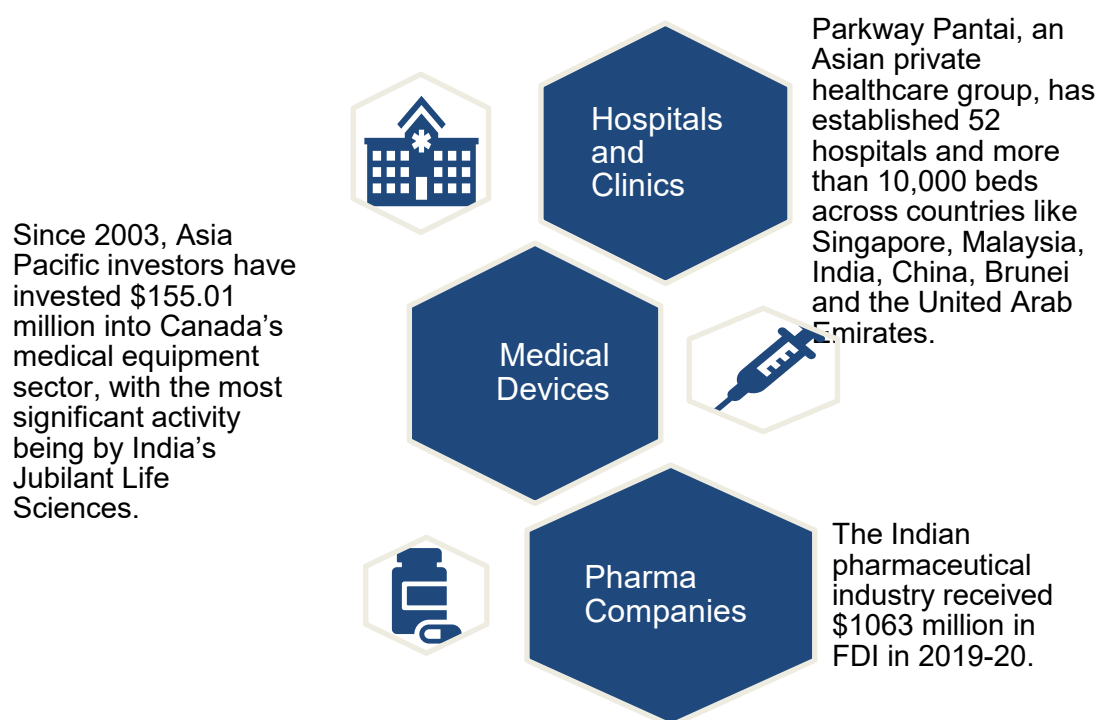 Hospitals
and
Clinics
Parkway Pantai, an
Asian private
healthcare group, has
established 52
hospitals and more
than 10,000 beds
across countries like
Singapore, Malaysia,
India, China, Brunei
and the United Arab
Emirates.
Since 2003, Asia
Pacific investors have
invested $155.01
million into Canada’s
medical equipment
sector, with the most
significant activity
being by India’s
Jubilant Life
Sciences.
Medical
Devices
Pharma
Companies
The Indian
pharmaceutical
industry received
$1063 million in
FDI in 2019-20.